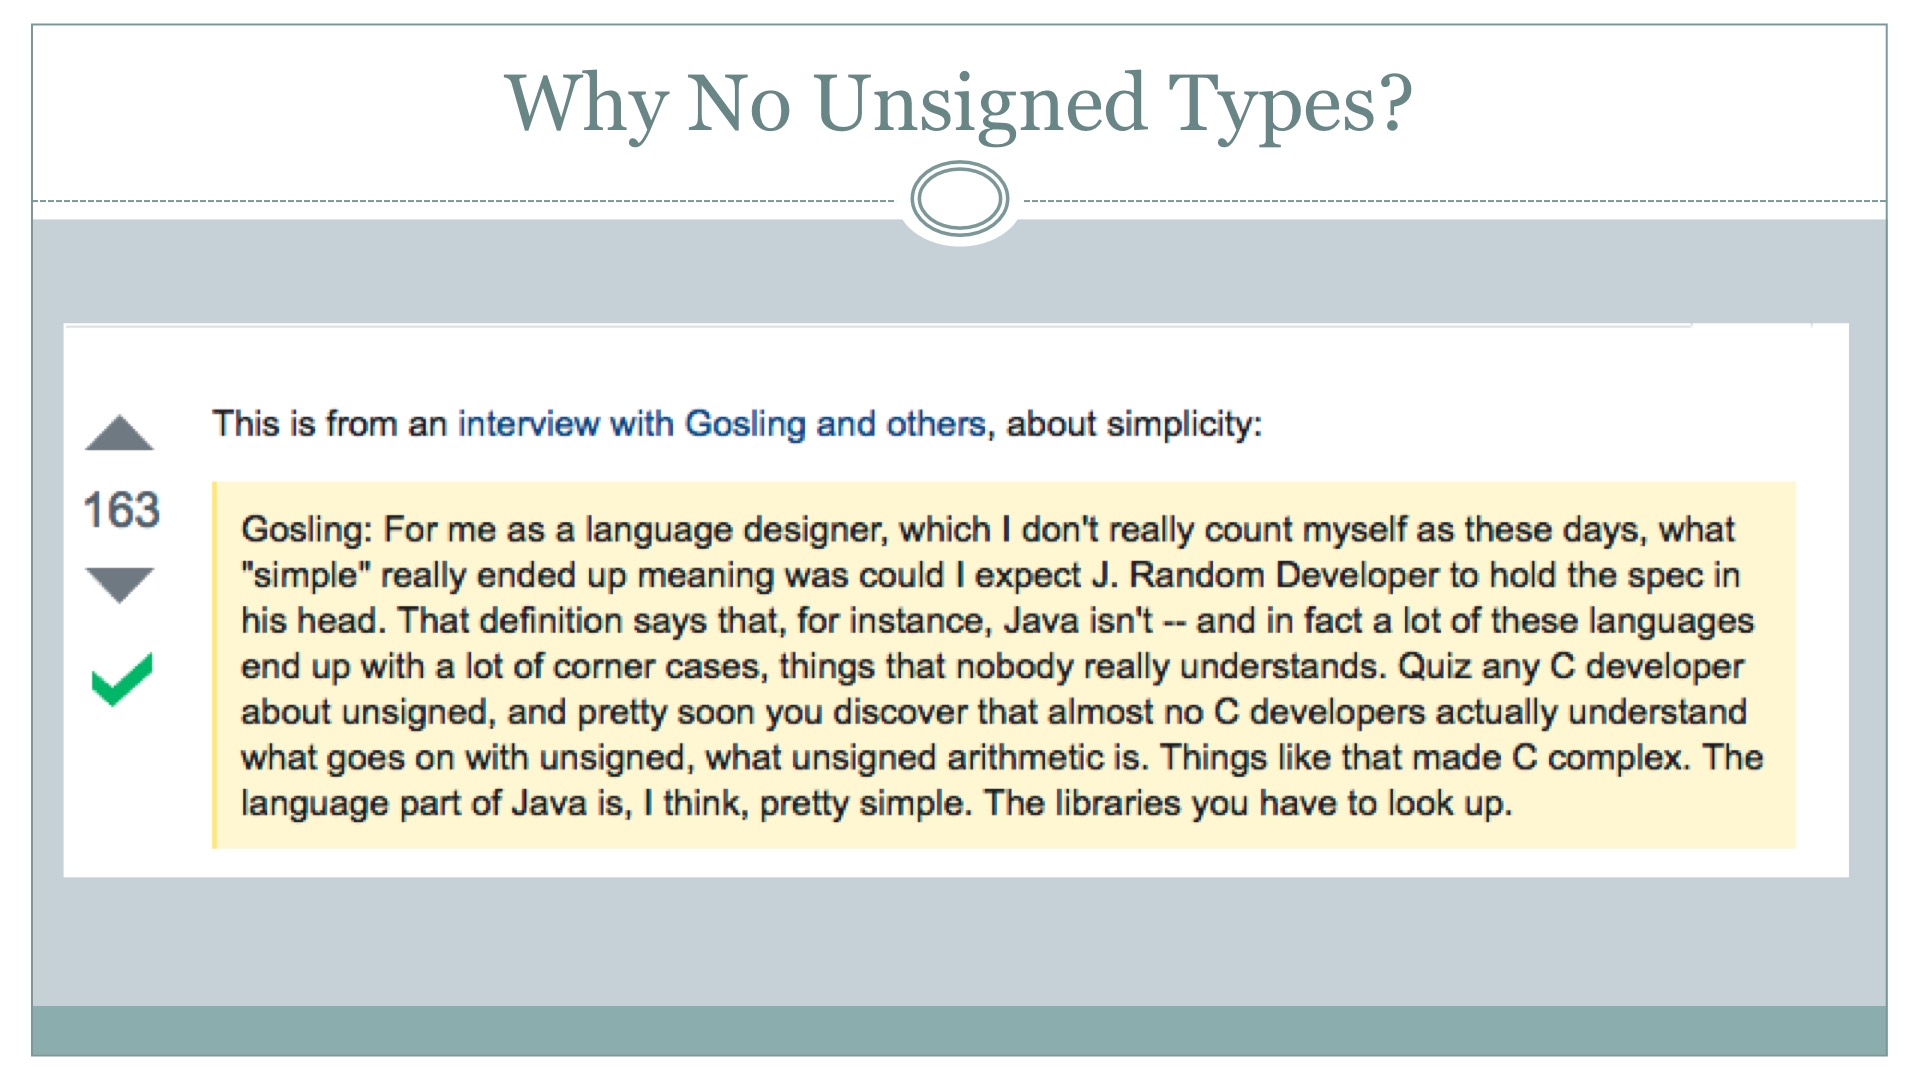 Why No Unsigned Types?
This is from an interview with Gosling and others, about simplicity:
163
Gosling: For me as a language designer, which I don't really count myself as these days, what
"simple" really ended up meaning was could I expect J. Random Developer to hold the spec in
his head. That definition says that, for instance, Java isn't -- and in fact a lot of these languages
end up with a lot of corner cases, things that nobody really understands. Quiz any C developer
about unsigned, and pretty soon you discover that almost no C developers actually understand
what goes on with unsigned, what unsigned arithmetic is. Things like that made C complex. The
language part of Java is, I think, pretty simple. The libraries you have to look up.